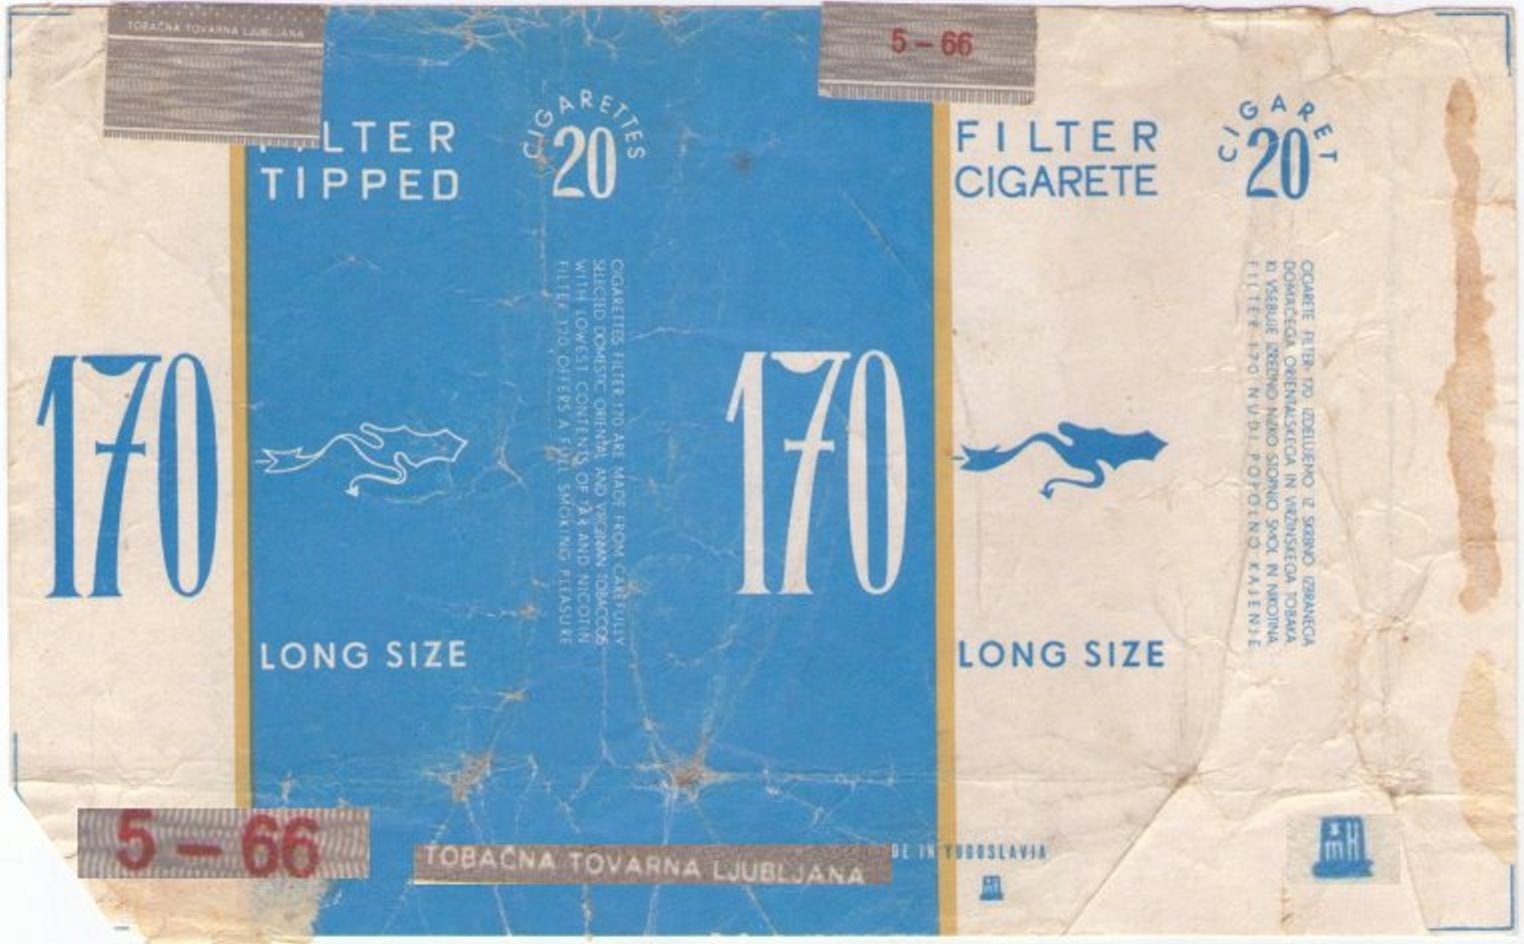 TOBAČNA TOVARNA LJUBLJANA
5 – 66
LTER
TIPPED
CIGARETTES
20
FILTER
CIGARETE
CIGARET
20
170
170
CIGARETTES FILTER 170 ARE MADE FROM CAREFULLY
SELECTED DOMESTIC ORIENTAL AND VIRGINIAN TOBACCOS
WITH LOWEST CONTENTS OF TAR AND NICOTIN
FILTER 170 OFFERS A FULL SMOKING PLEASURE
CIGARETE FILTER 170 IZDELUJEMO IZ SKRBNO IZBRANEGA
DOMAČEGA ORIENTALSKEGA IN VIRŽINSKEGA TOBAKA
KI VSEBUJE IZREDNO NIZKO STOPNJO SMOL IN NIKOTINA
FILTER 170 NUDI POPOLNO KAJENJE
LONG SIZE
LONG SIZE
5 – 66
TOBAČNA TOVARNA LJUBLJANA
DE IN YUGOSLAVIA